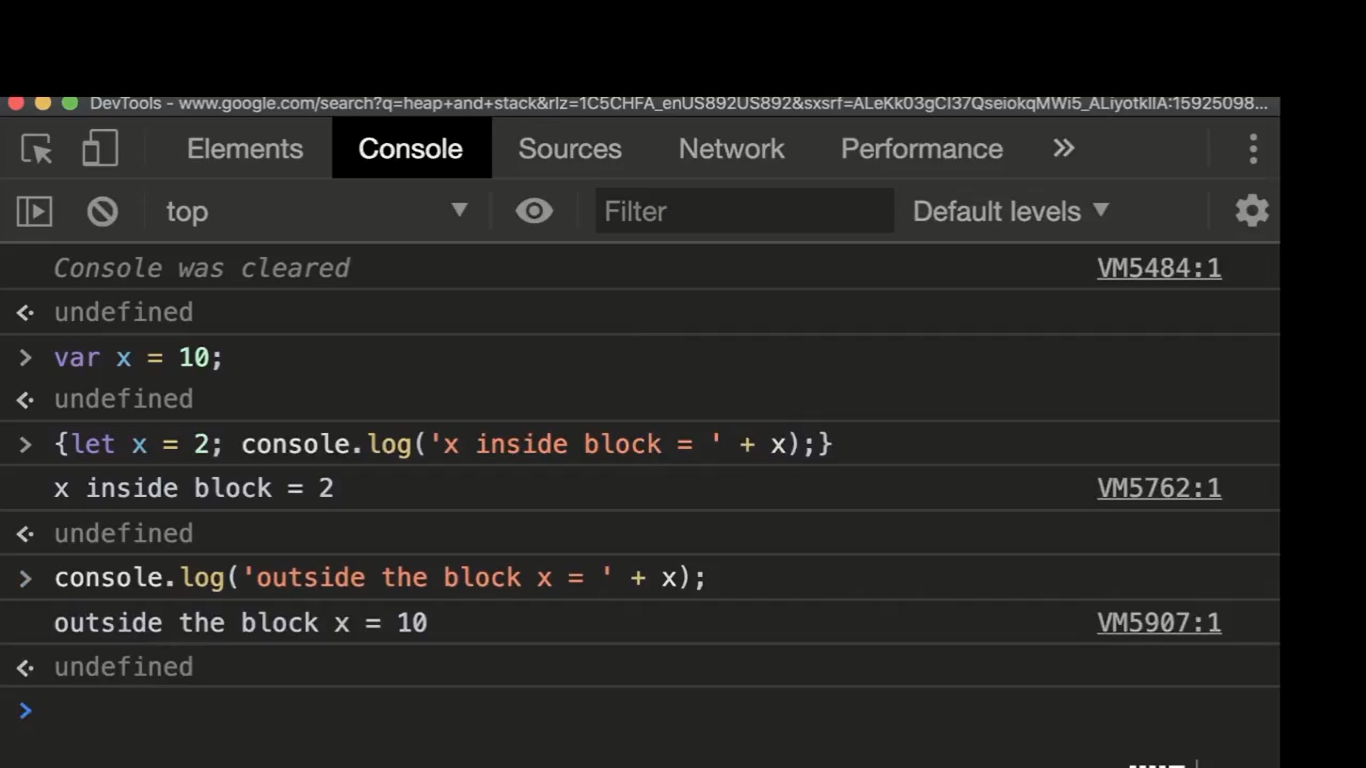 DevTools - www.google.com/search?q=heap+and+stack&rlz=1C5CHFA_enUS892US892&sxsrf=ALeKk03gCI37QseiokqMWi5_ALiyotkIIA:15925098...
Elements Console Sources Network Performance »
top Filter Default levels
Console was cleared VM5484:1
undefined
> var x = 10;
undefined
> {let x = 2; console.log('x inside block = ' + x);}
x inside block = 2 VM5762:1
undefined
> console.log('outside the block x = ' + x);
outside the block x = 10 VM5907:1
undefined
>